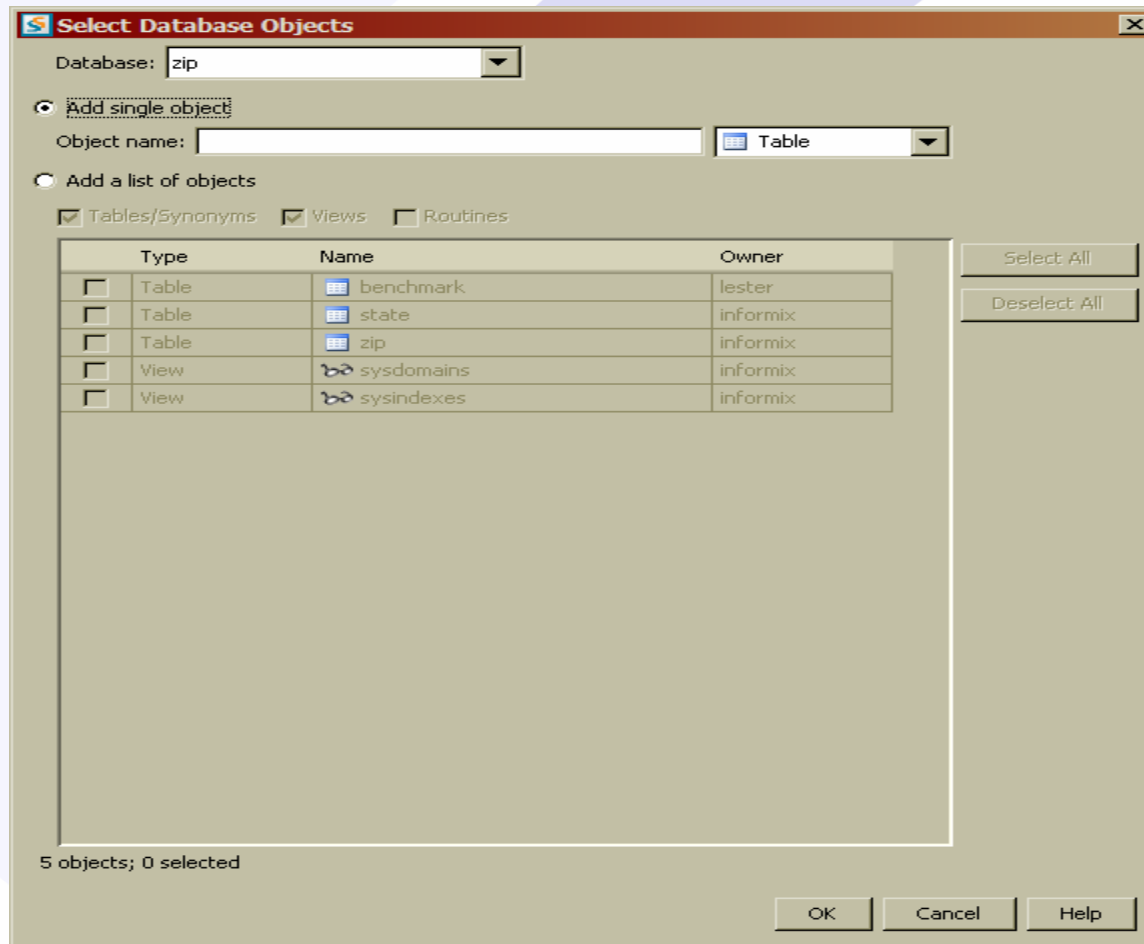 Select Database Objects
Database: zip
Add single object
Object name: Table
Add a list of objects
Tables/Synonyms Views Routines
Type Name Owner
Select All
Table benchmark lester
Deselect All
Table state informix
Table zip informix
View sysdomains informix
View sysindexes informix
5 objects; 0 selected
OK Cancel Help